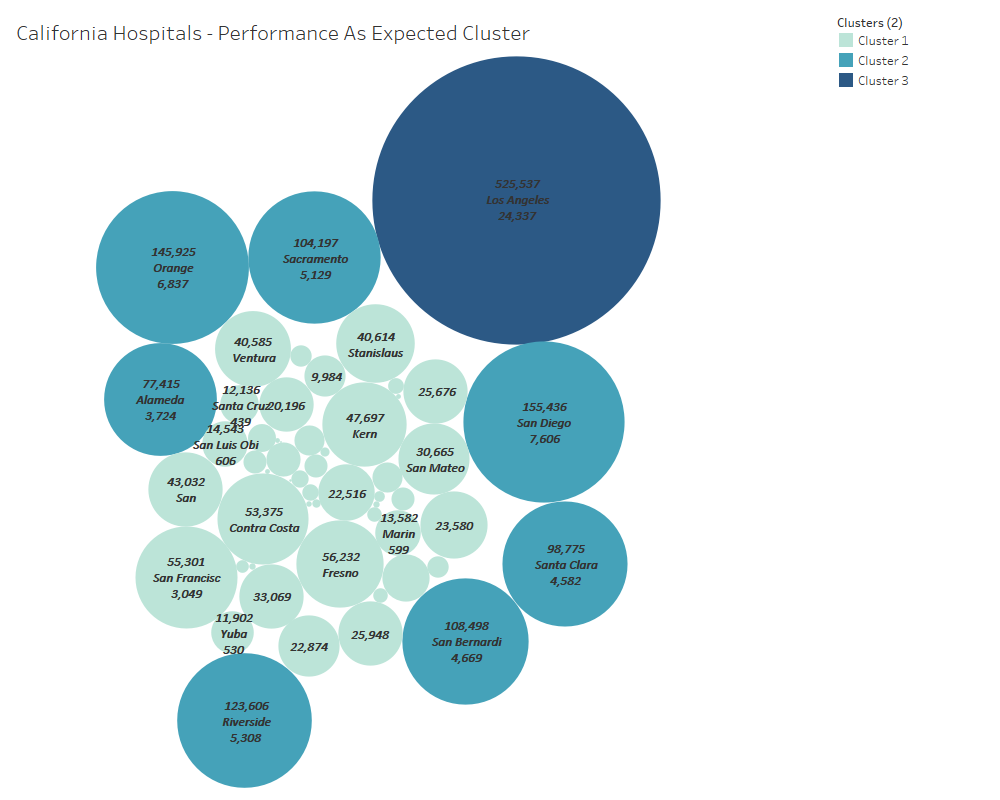 California Hospitals - Performance As Expected Cluster
Clusters (2)
Cluster 1
Cluster 2
Cluster 3
525,537
Los Angeles
24,337
145,925
Orange
6,837
104,197
Sacramento
5,129
40,585
Ventura
40,614
Stanislaus
9,984
77,415
Alameda
3,724
12,136
Santa Cruz
439
20,196
25,676
155,436
San Diego
7,606
47,697
Kern
14,543
San Luis Obi
606
30,665
San Mateo
43,032
San
22,516
53,375
Contra Costa
13,582
Marin
599
23,580
55,301
San Francisc
3,049
56,232
Fresno
98,775
Santa Clara
4,582
33,069
11,902
Yuba
530
22,874
25,948
108,498
San Bernardi
4,669
123,606
Riverside
5,308